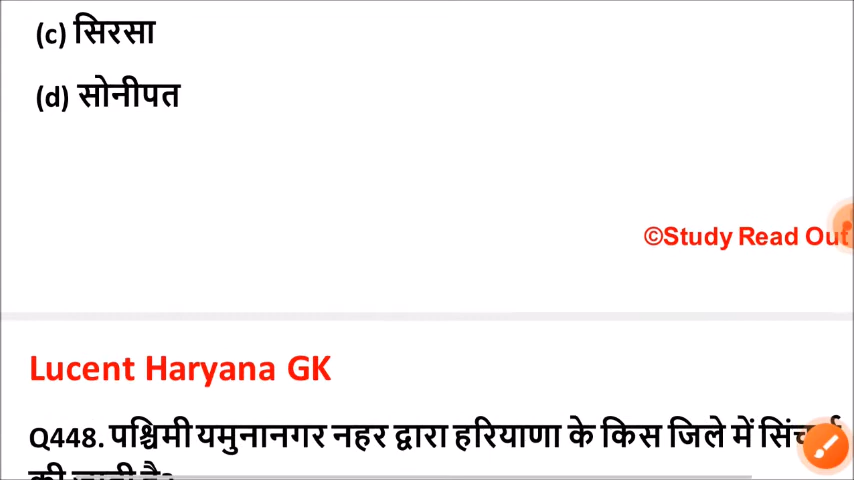 (c) सिरसा
(d) सोनीपत
©Study Read Out
Lucent Haryana GK
Q448. पश्चिमी यमुनानगर नहर द्वारा हरियाणा के किस जिले में
की जाती है?